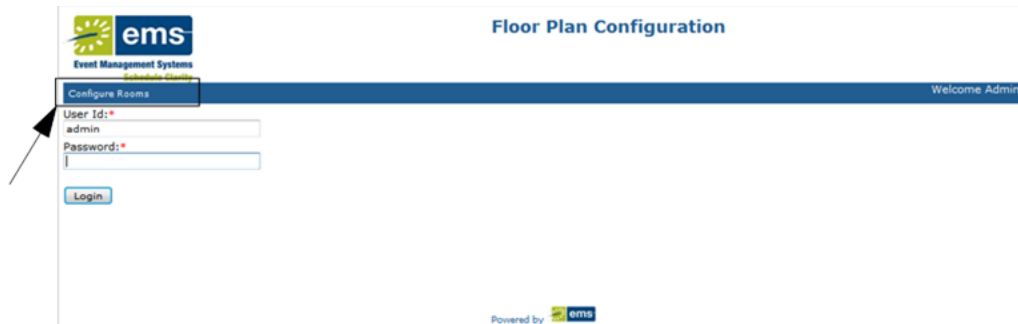 ems
Floor Plan Configuration
Event Management Systems
Schedule Clarity
Configure Rooms
Welcome Admin
User Id:*
admin
Password:*
Login
Powered by ems